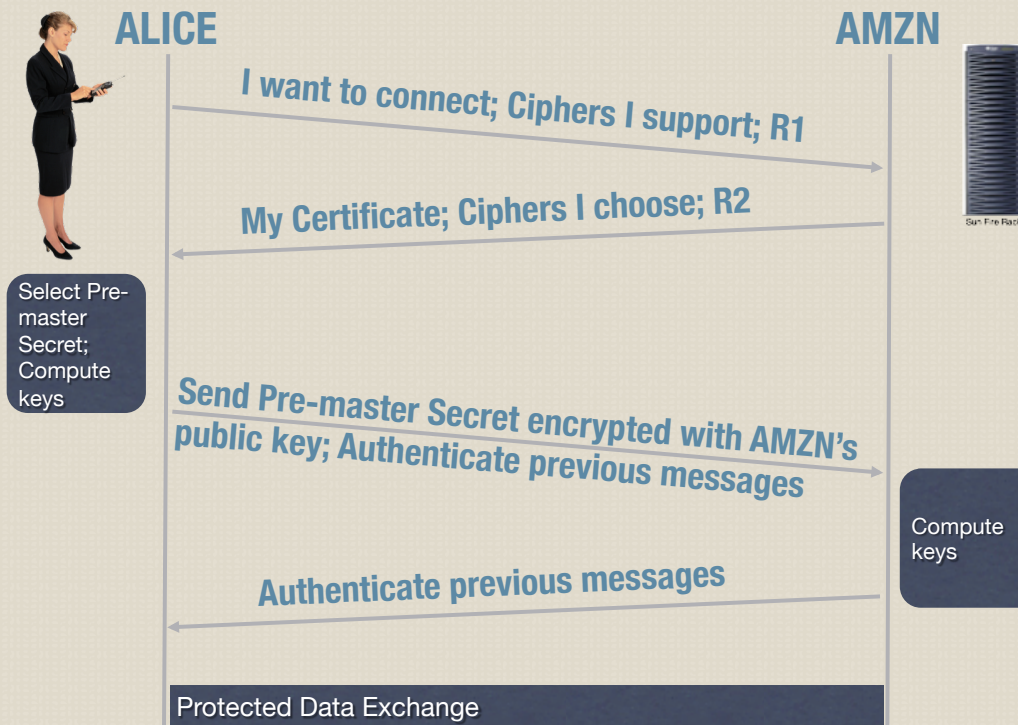 ALICE
AMZN
I want to connect; Ciphers I support; R1
My Certificate; Ciphers I choose; R2
Sun Fire
Select Pre-
master
Secret;
Compute
keys
Send Pre-master Secret encrypted with AMZN's
public key; Authenticate previous messages
Compute
keys
Authenticate previous messages
Protected Data Exchange